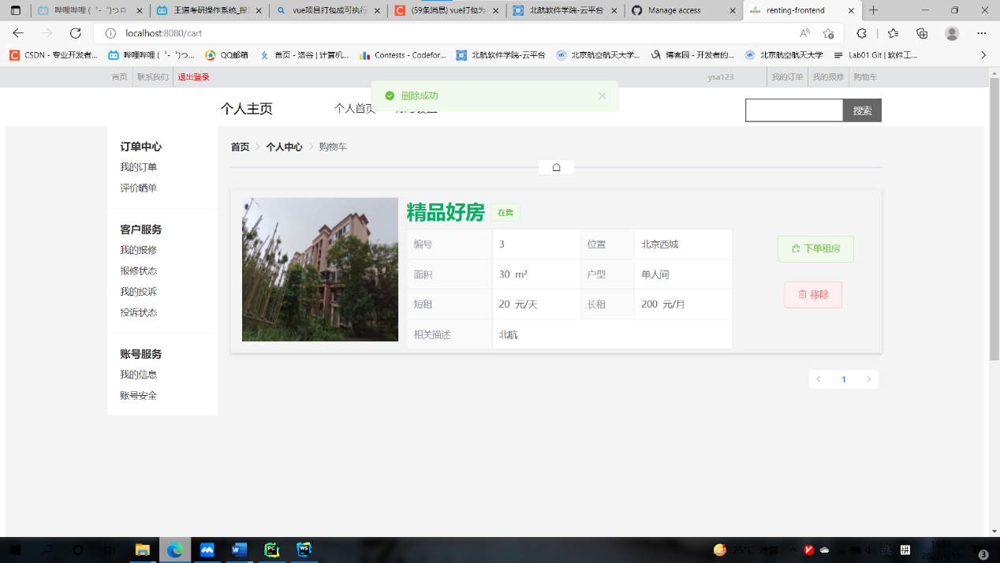 哔哩哔哩 (゜-゜)つロ
王道考研操作系统_搜
vue项目打包成可执行
(59条消息) vue打包为
北航软件学院-云平台
Manage access
renting-frontend
localhost:8080/cart
CSDN - 专业开发者...
哔哩哔哩 (゜-゜)つ...
QQ邮箱
首页 - 洛谷 | 计算机...
Contests - Codefor...
北航软件学院-云平台
北京航空航天大学...
博客园 - 开发者的...
北京航空航天大学
Lab01 Git | 软件工...
首页 联系我们 退出登录 ysa123 我的订单 我的报修 购物车
删除成功
个人主页 个人首页 搜索
订单中心
我的订单
评价晒单
客户服务
我的报修
报修状态
我的投诉
投诉状态
账号服务
我的信息
账号安全
首页 > 个人中心 > 购物车
精品好房 在售
编号 3 位置 北京西城
面积 30 m² 户型 单人间
短租 20 元/天 长租 200 元/月
相关描述 北航
下单租房
移除
1
25°C 薄雾
英 拼
2022/6/11
3